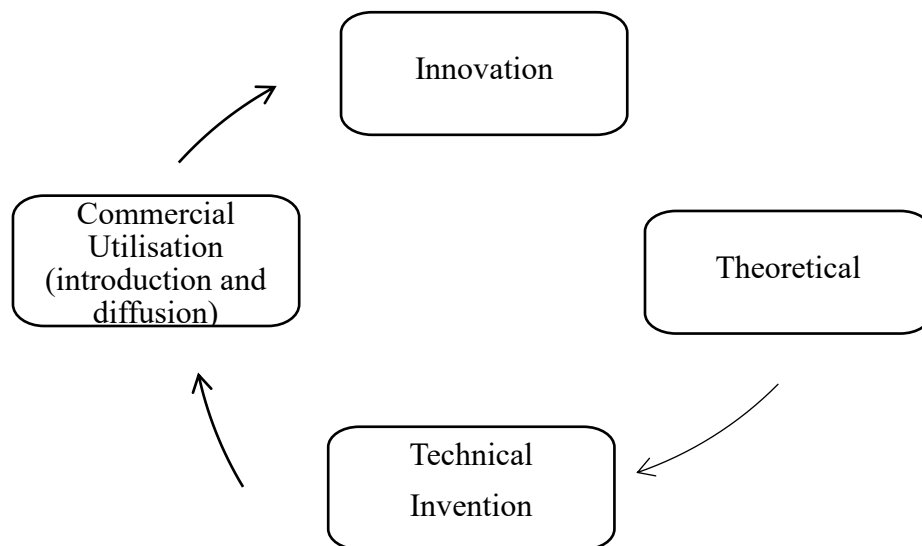 Innovation
Commercial
Utilisation
(introduction and
diffusion)
Theoretical
Technical
Invention